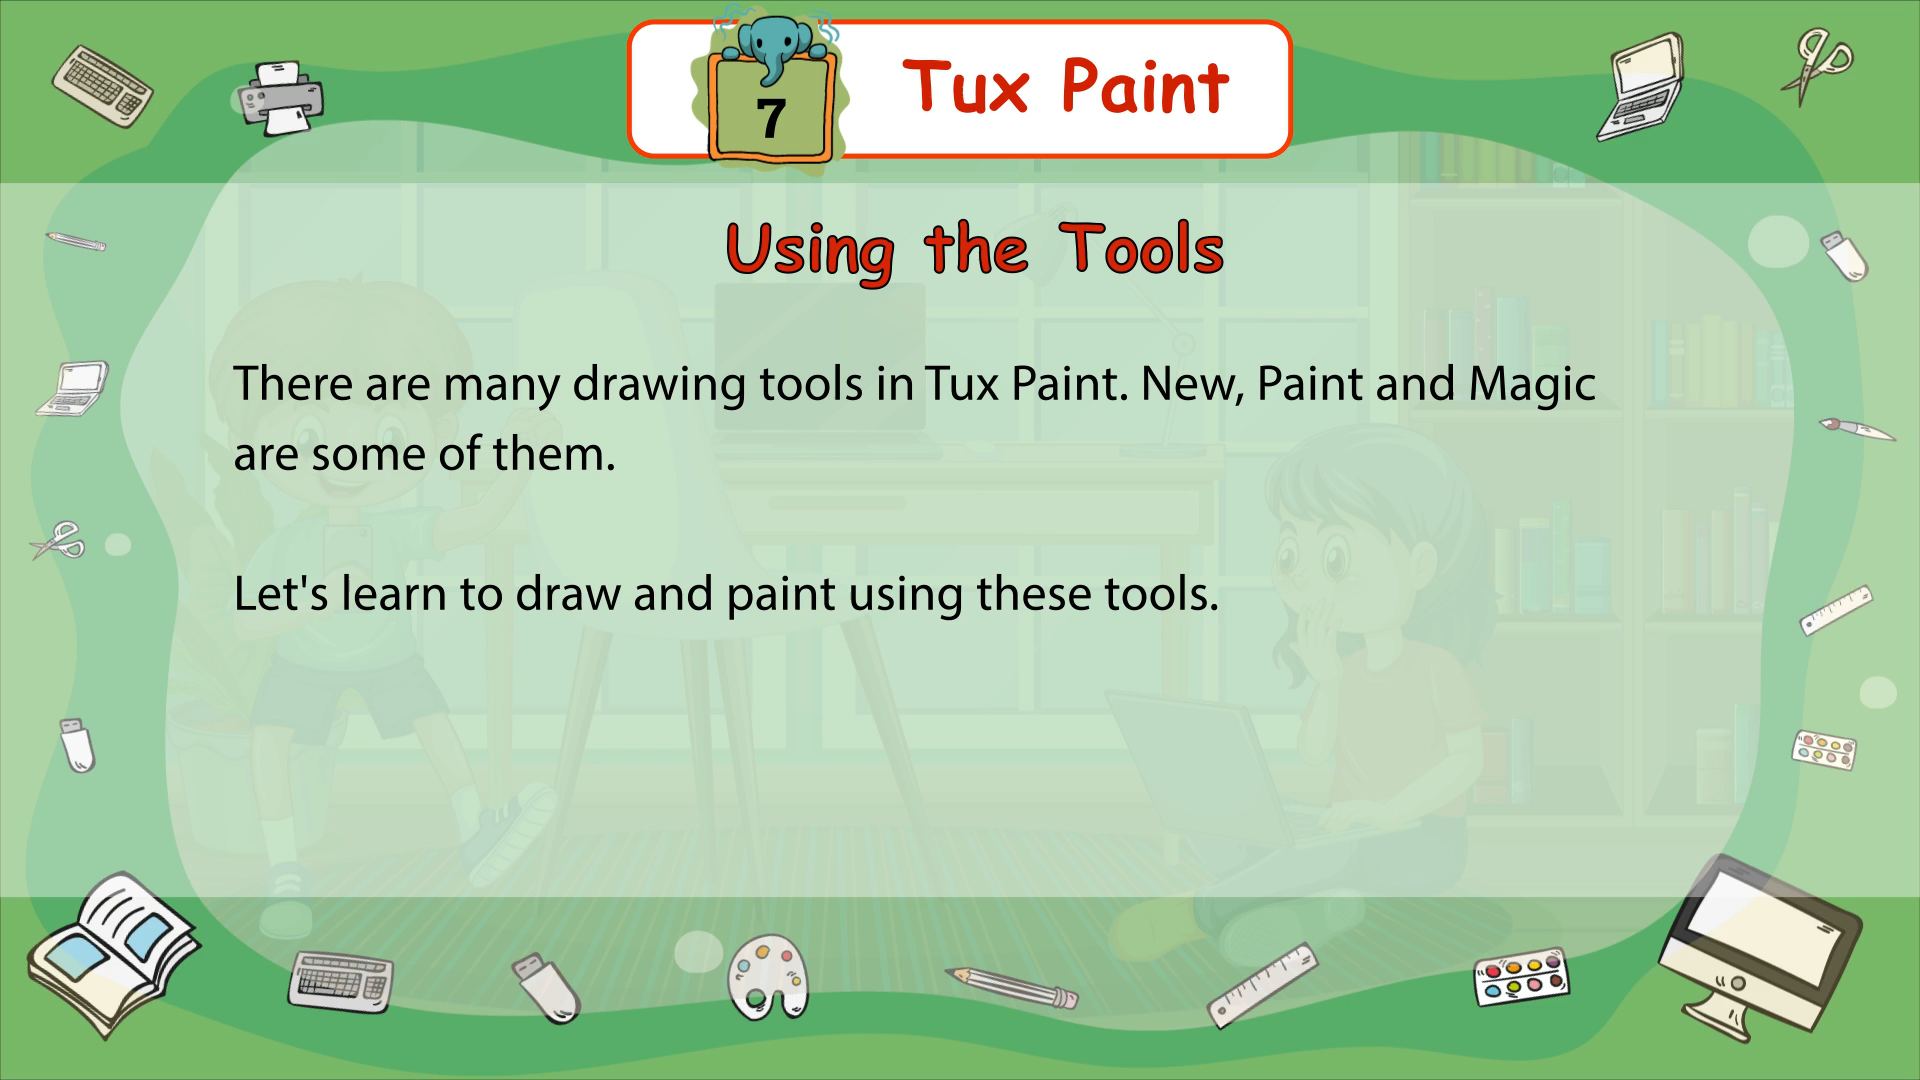 7
Tux Paint
Using the Tools
There are many drawing tools in Tux Paint. New, Paint and Magic
are some of them.
Let's learn to draw and paint using these tools.